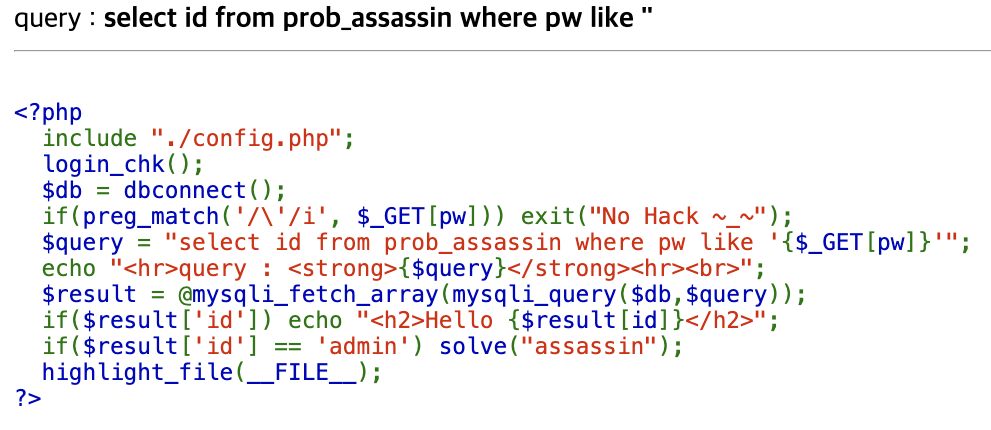 query : select id from prob_assassin where pw like ''
<?php
  include "./config.php";
  login_chk();
  $db = dbconnect();
  if(preg_match('/\'/i', $_GET[pw])) exit("No Hack ~_~");
  $query = "select id from prob_assassin where pw like '{$_GET[pw]}'";
  echo "<hr>query : <strong>{$query}</strong><hr><br>";
  $result = @mysqli_fetch_array(mysqli_query($db,$query));
  if($result['id']) echo "<h2>Hello {$result[id]}</h2>";
  if($result['id'] == 'admin') solve("assassin");
  highlight_file(__FILE__);
?>